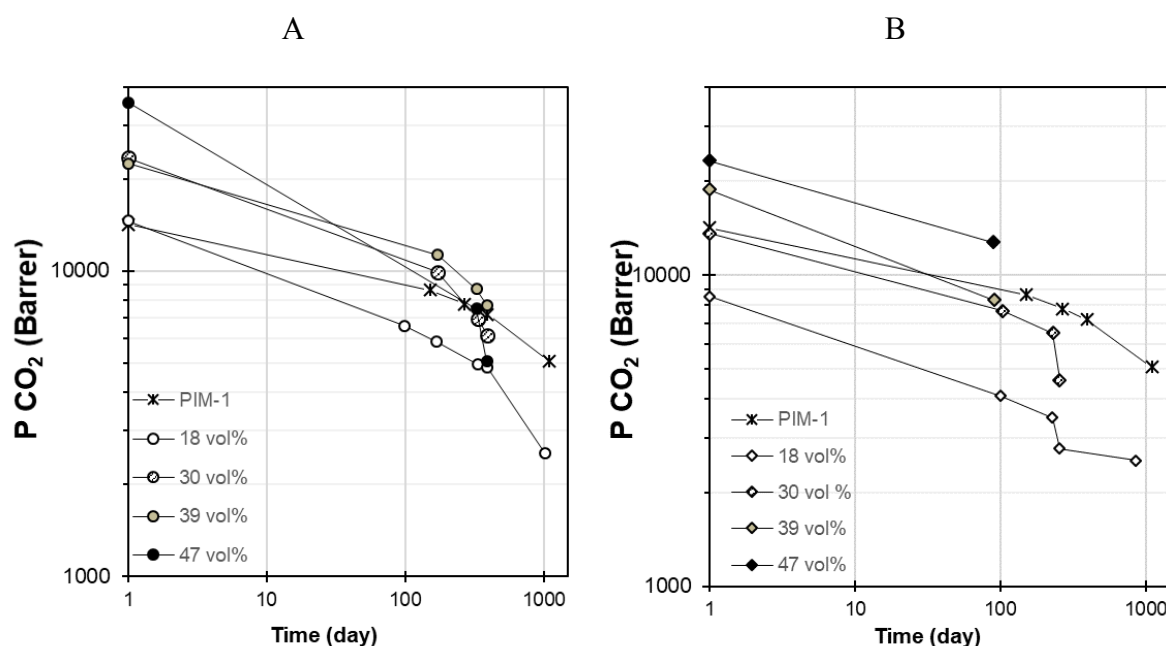 A
P CO2 (Barrer)
10000
1000
PIM-1
18 vol%
30 vol%
39 vol%
47 vol%
1
10
100
1000
Time (day)
B
P CO2 (Barrer)
10000
1000
PIM-1
18 vol%
30 vol %
39 vol%
47 vol%
1
10
100
1000
Time (day)